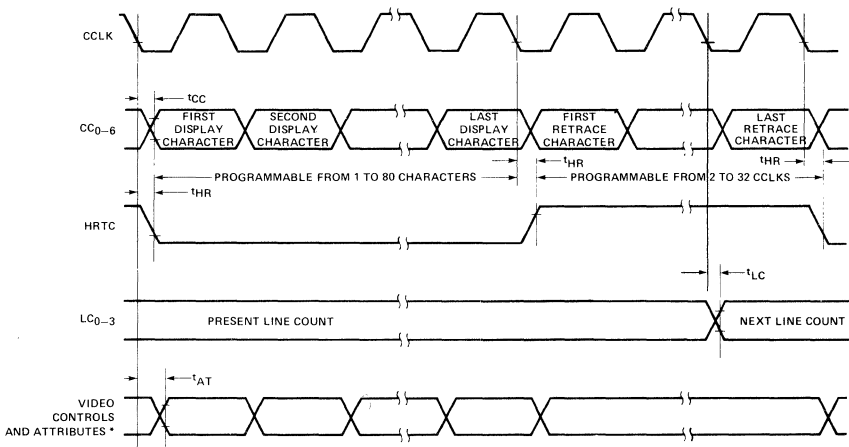 CCLK
tCC
CC0–6
FIRST DISPLAY CHARACTER
SECOND DISPLAY CHARACTER
LAST DISPLAY CHARACTER
FIRST RETRACE CHARACTER
LAST RETRACE CHARACTER
tHR
tHR
PROGRAMMABLE FROM 1 TO 80 CHARACTERS
PROGRAMMABLE FROM 2 TO 32 CCLKS
tHR
HRTC
tLC
LC0–3
PRESENT LINE COUNT
NEXT LINE COUNT
tAT
VIDEO
CONTROLS
AND ATTRIBUTES *